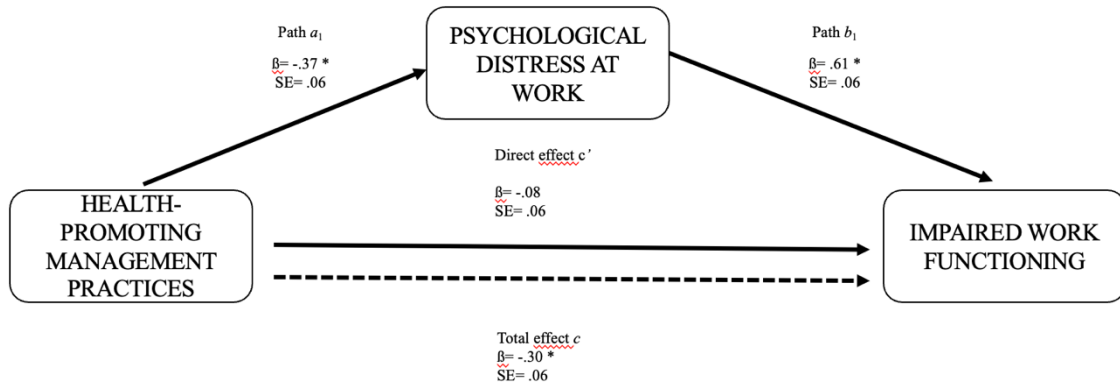 Path a₁
ß= -.37 *
SE= .06
PSYCHOLOGICAL
DISTRESS AT
WORK
Path b₁
ß= .61 *
SE= .06
Direct effect c’
ß= -.08
SE= .06
HEALTH-
PROMOTING
MANAGEMENT
PRACTICES
IMPAIRED WORK
FUNCTIONING
Total effect c
ß= -.30 *
SE= .06